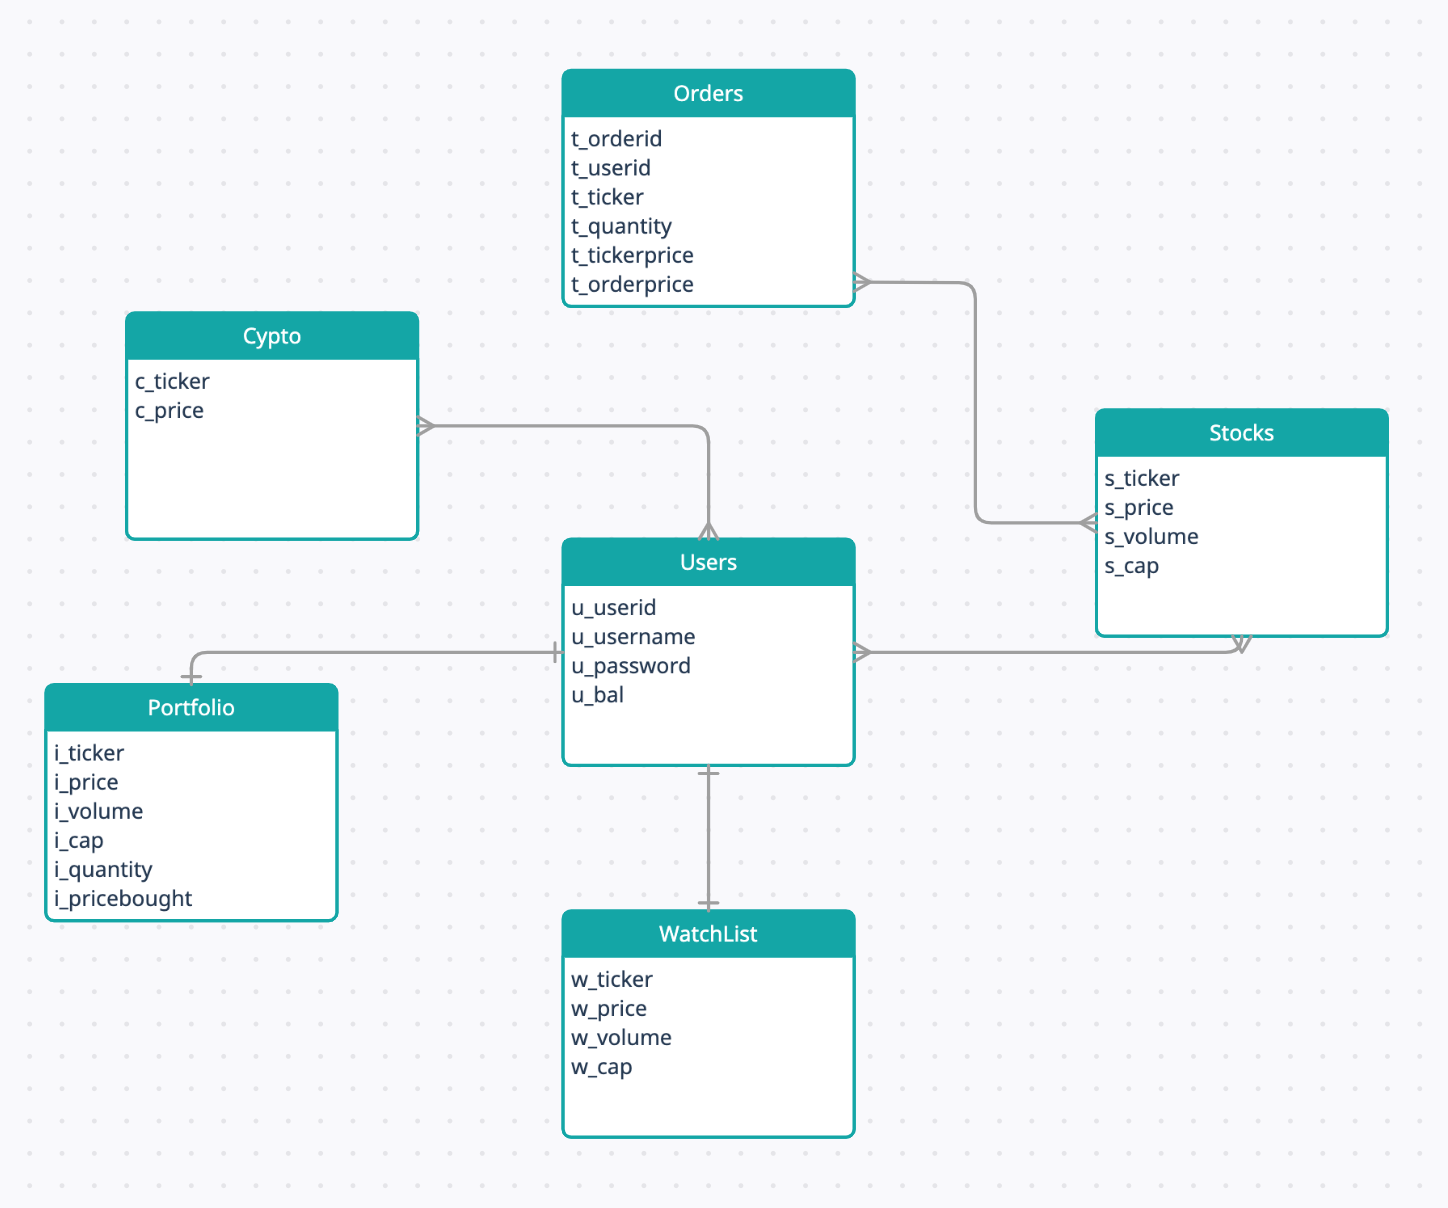 Orders
t_orderid
t_userid
t_ticker
t_quantity
t_tickerprice
t_orderprice
Cypto
c_ticker
c_price
Stocks
s_ticker
s_price
s_volume
s_cap
Users
u_userid
u_username
u_password
u_bal
Portfolio
i_ticker
i_price
i_volume
i_cap
i_quantity
i_pricebought
WatchList
w_ticker
w_price
w_volume
w_cap